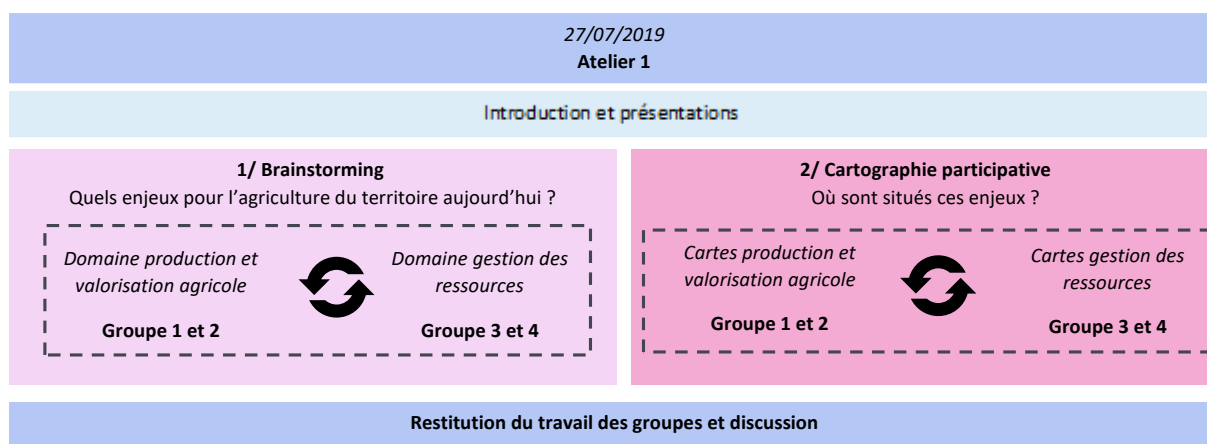 27/07/2019
Atelier 1
Introduction et présentations
1/ Brainstorming
Quels enjeux pour l’agriculture du territoire aujourd’hui ?
Domaine production et
valorisation agricole
Groupe 1 et 2
Domaine gestion des
ressources
Groupe 3 et 4
2/ Cartographie participative
Où sont situés ces enjeux ?
Cartes production et
valorisation agricole
Groupe 1 et 2
Cartes gestion des
ressources
Groupe 3 et 4
Restitution du travail des groupes et discussion